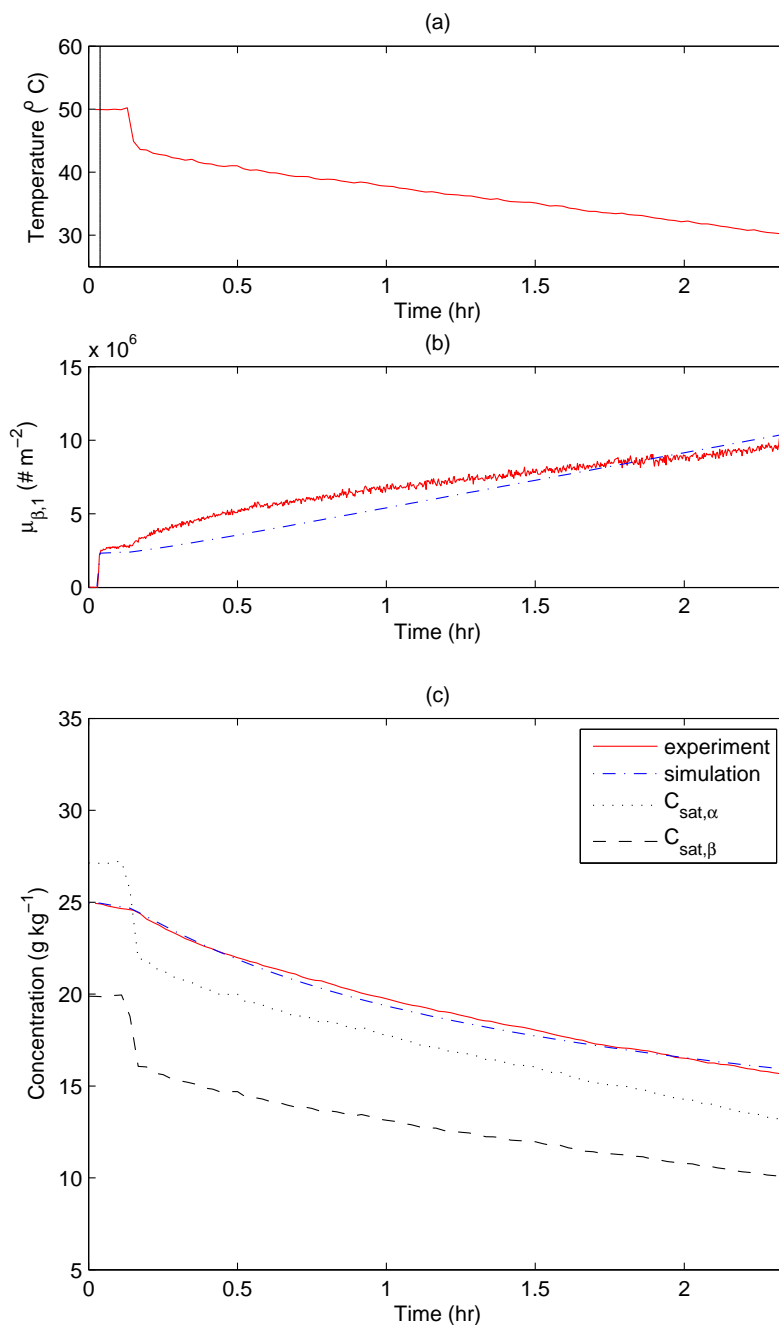 (a)
60
50
40
30
Temperature (° C)
0
0.5
1
1.5
2
Time (hr)
(b)
x 10⁶
15
10
5
0
μβ,1 (# m⁻²)
0
0.5
1
1.5
2
Time (hr)
(c)
35
30
25
20
15
10
5
Concentration (g kg⁻¹)
experiment
simulation
Csat,α
Csat,β
0
0.5
1
1.5
2
Time (hr)